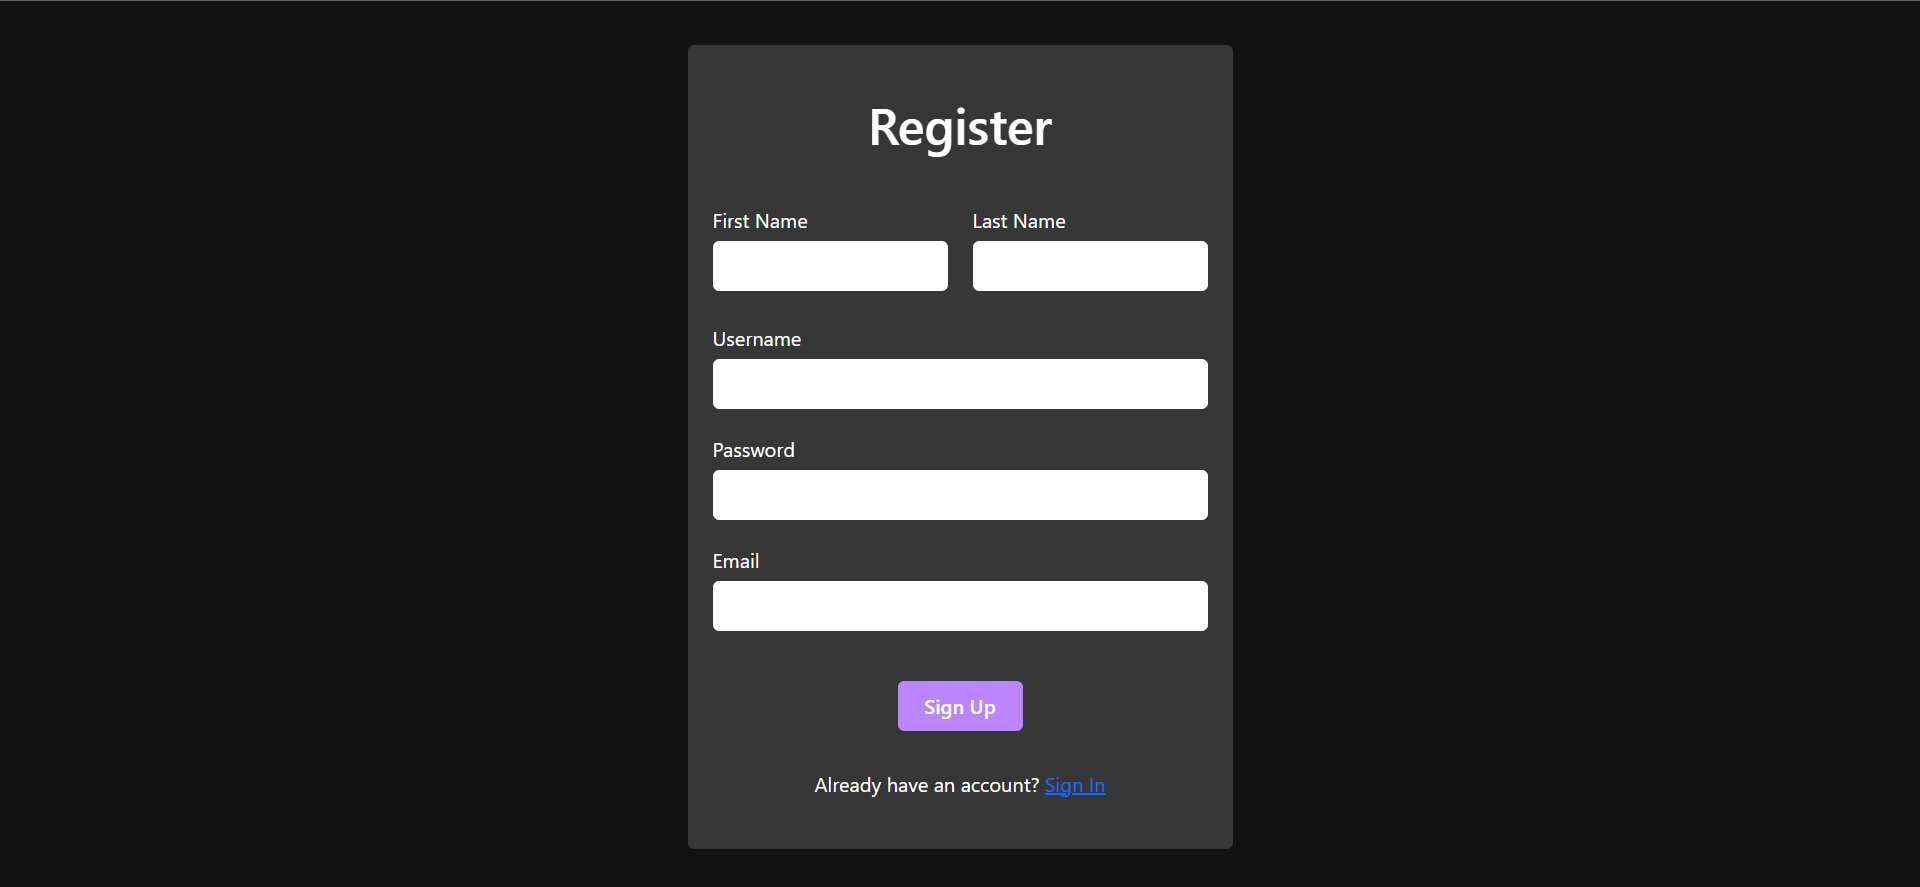 Register
First Name Last Name
Username
Password
Email
Sign Up
Already have an account? Sign In